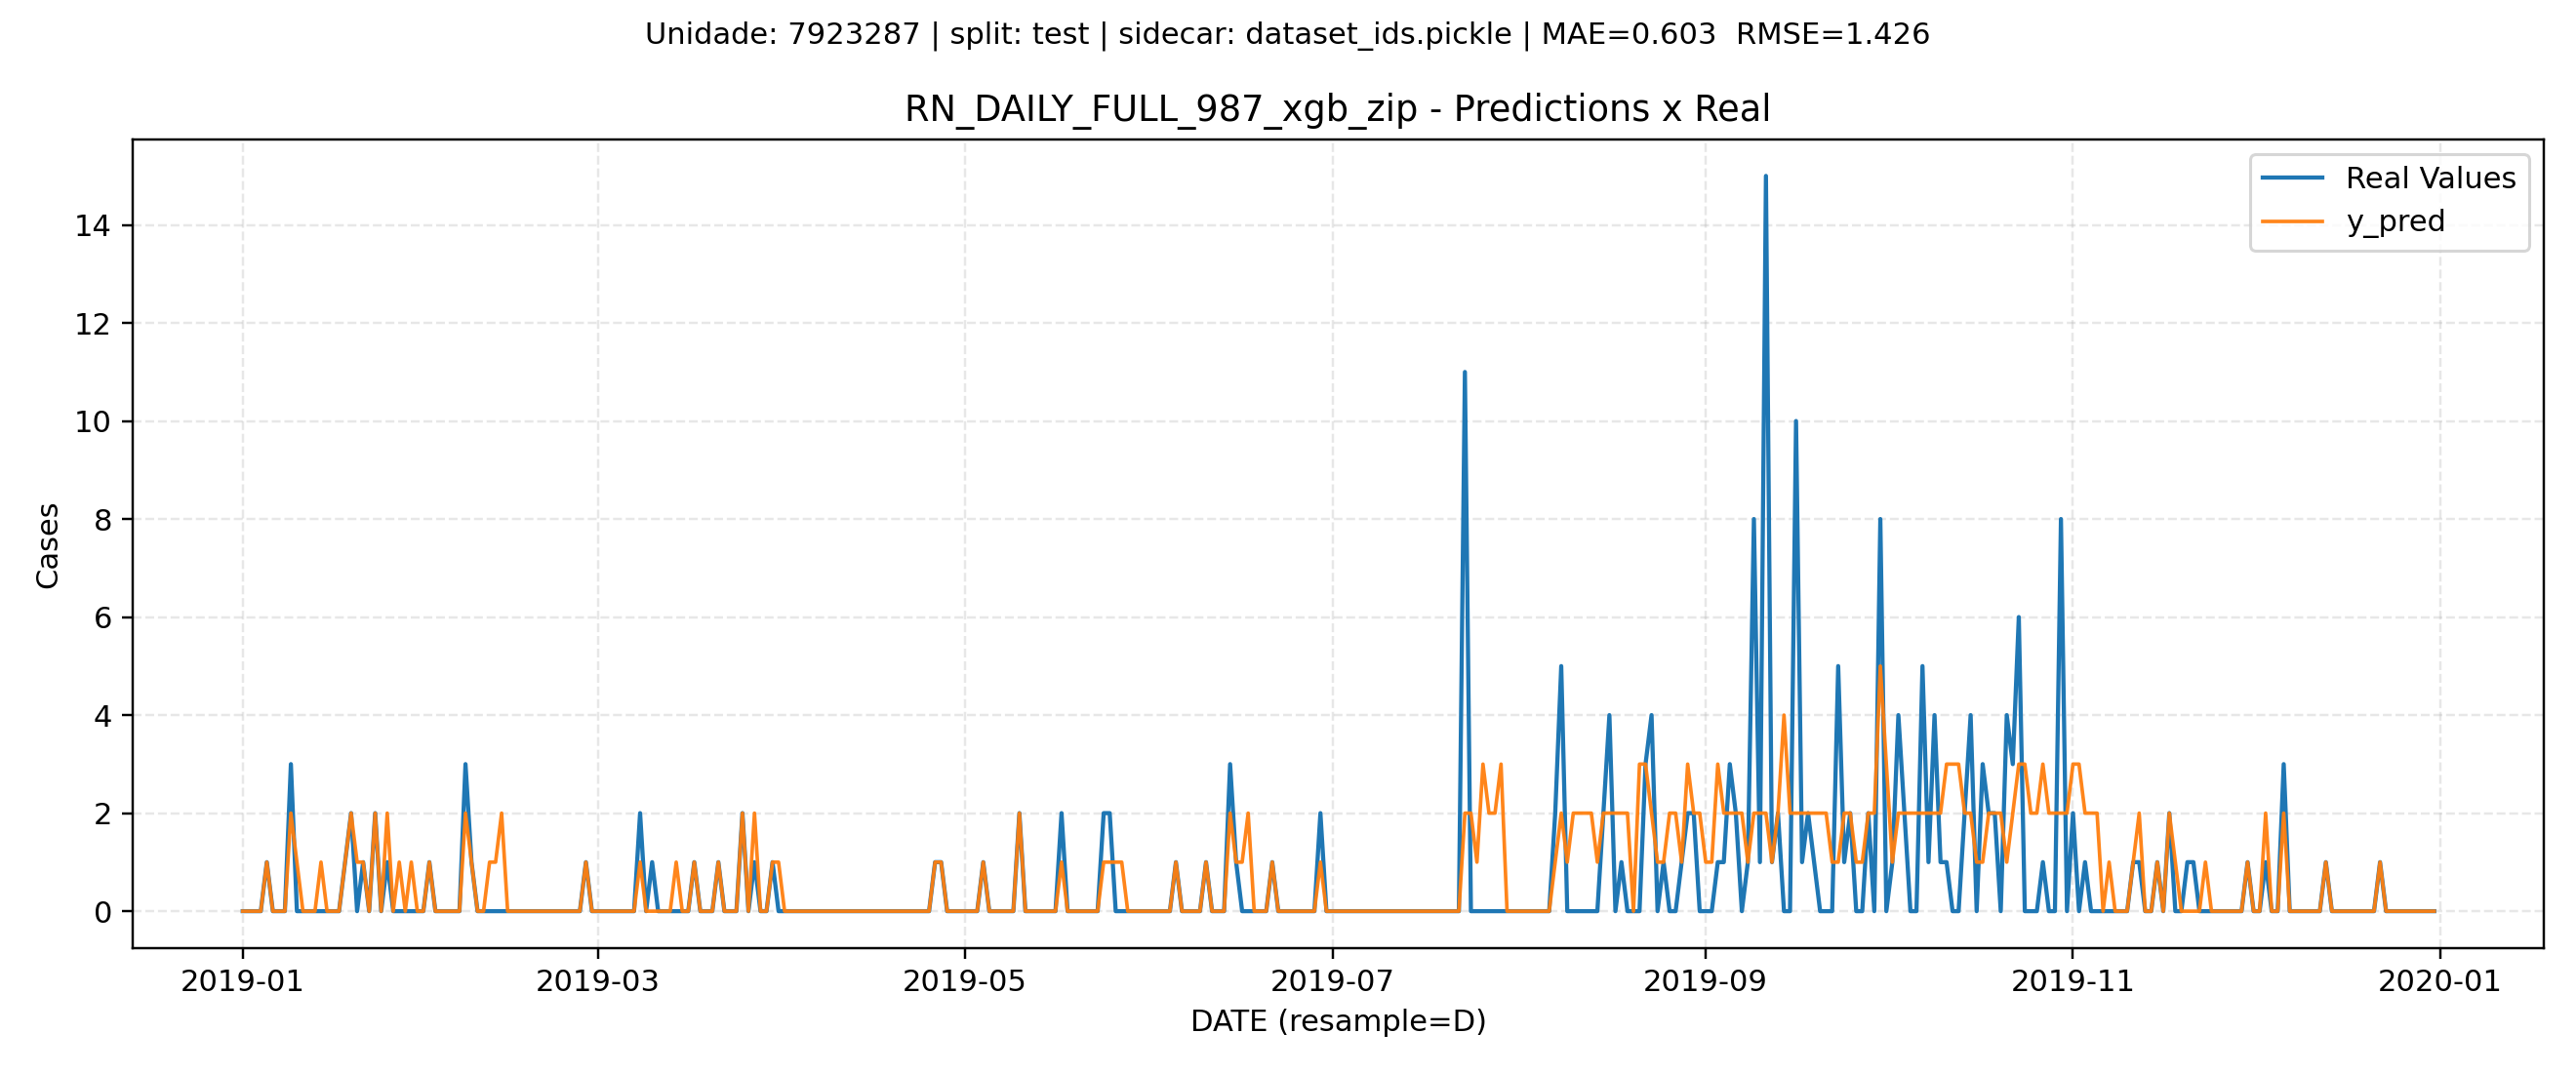 Unidade: 7923287 | split: test | sidecar: dataset_ids.pickle | MAE=0.603  RMSE=1.426
RN_DAILY_FULL_987_xgb_zip - Predictions x Real
Real Values
y_pred
14
12
10
8
6
4
2
0
Cases
2019-01
2019-03
2019-05
2019-07
2019-09
2019-11
2020-01
DATE (resample=D)